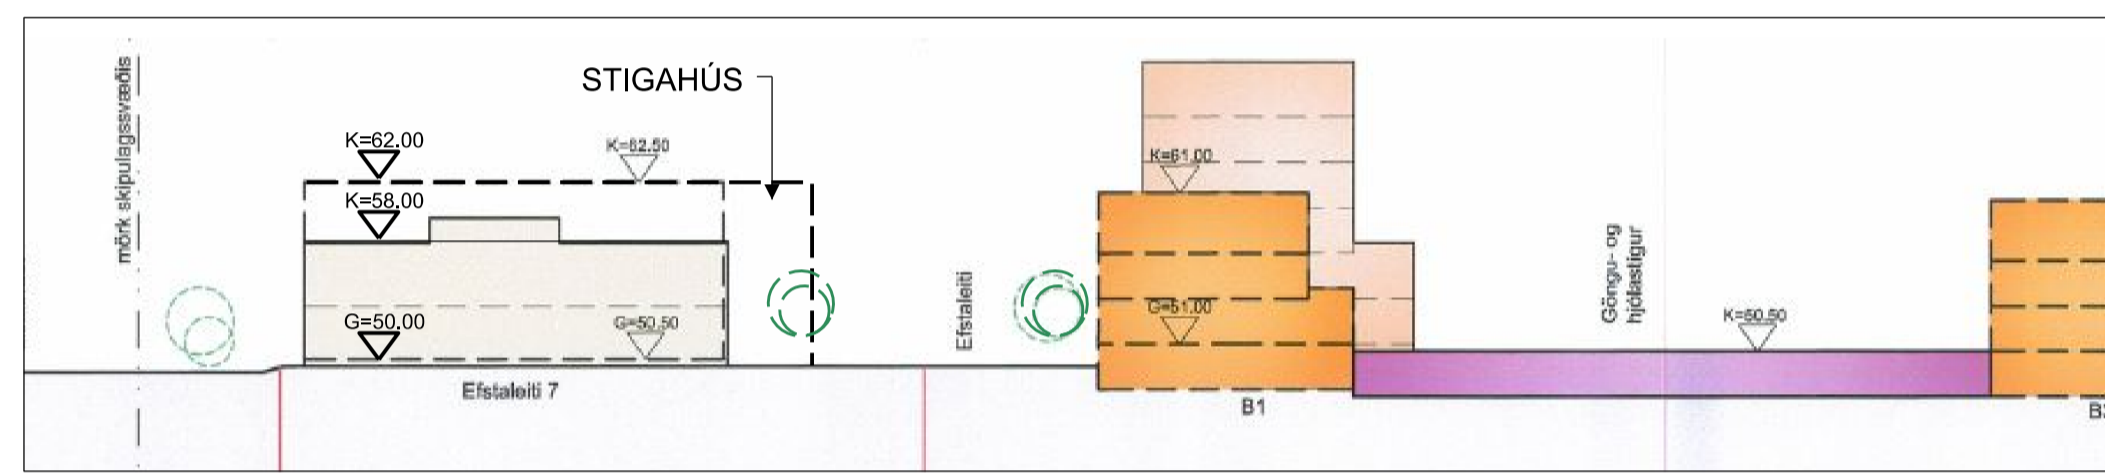 mörk skipulagssvæðis
STIGAHÚS
K=62.00
K=62.50
K=58.00
G=50.00
G=50.50
Efstaleiti 7
Efstaleiti
K=61.00
G=51.00
B1
Göngu- og
hjólastigur
K=50.50